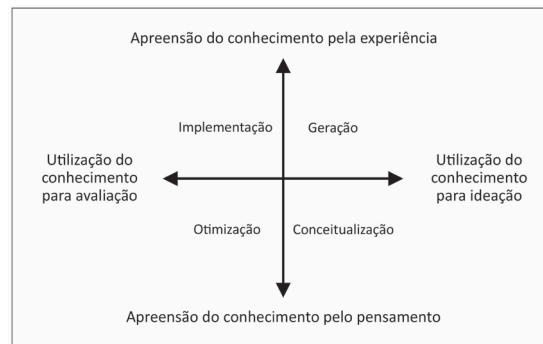 Apreensão do conhecimento pela experiência
Implementação
Geração
Utilização do
conhecimento
para avaliação
Utilização do
conhecimento
para ideação
Otimização
Conceitualização
Apreensão do conhecimento pelo pensamento